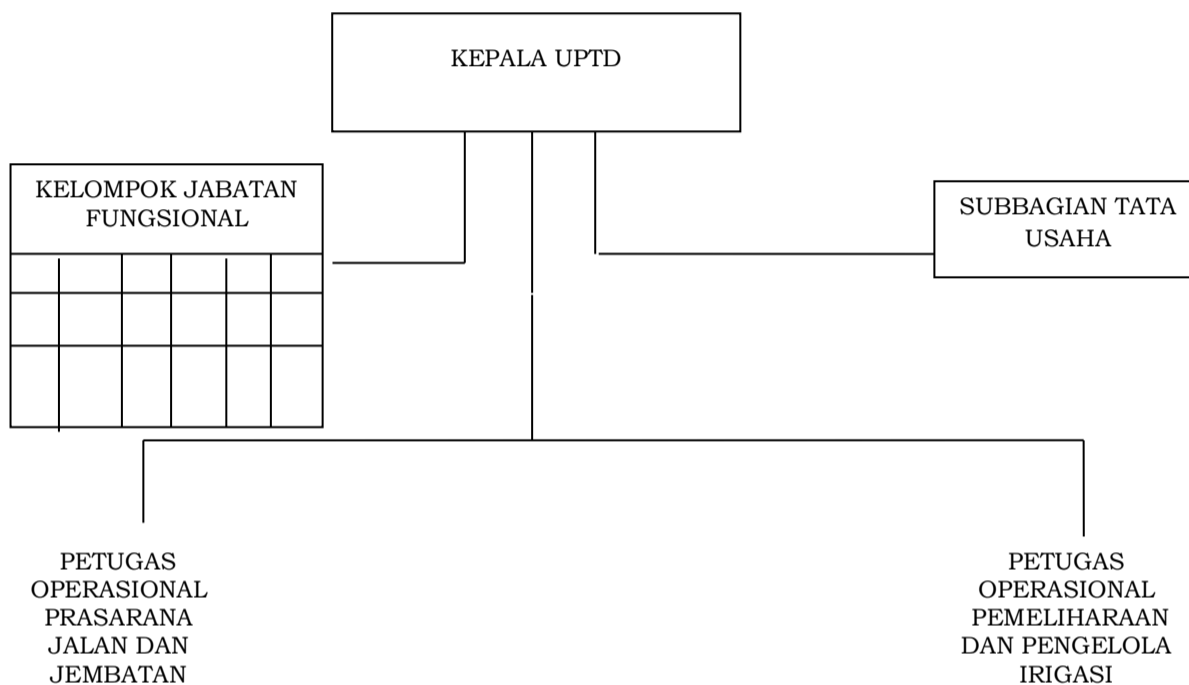 KEPALA UPTD
KELOMPOK JABATAN
FUNGSIONAL
SUBBAGIAN TATA
USAHA
PETUGAS
OPERASIONAL
PRASARANA
JALAN DAN
JEMBATAN
PETUGAS
OPERASIONAL
PEMELIHARAAN
DAN PENGELOLA
IRIGASI